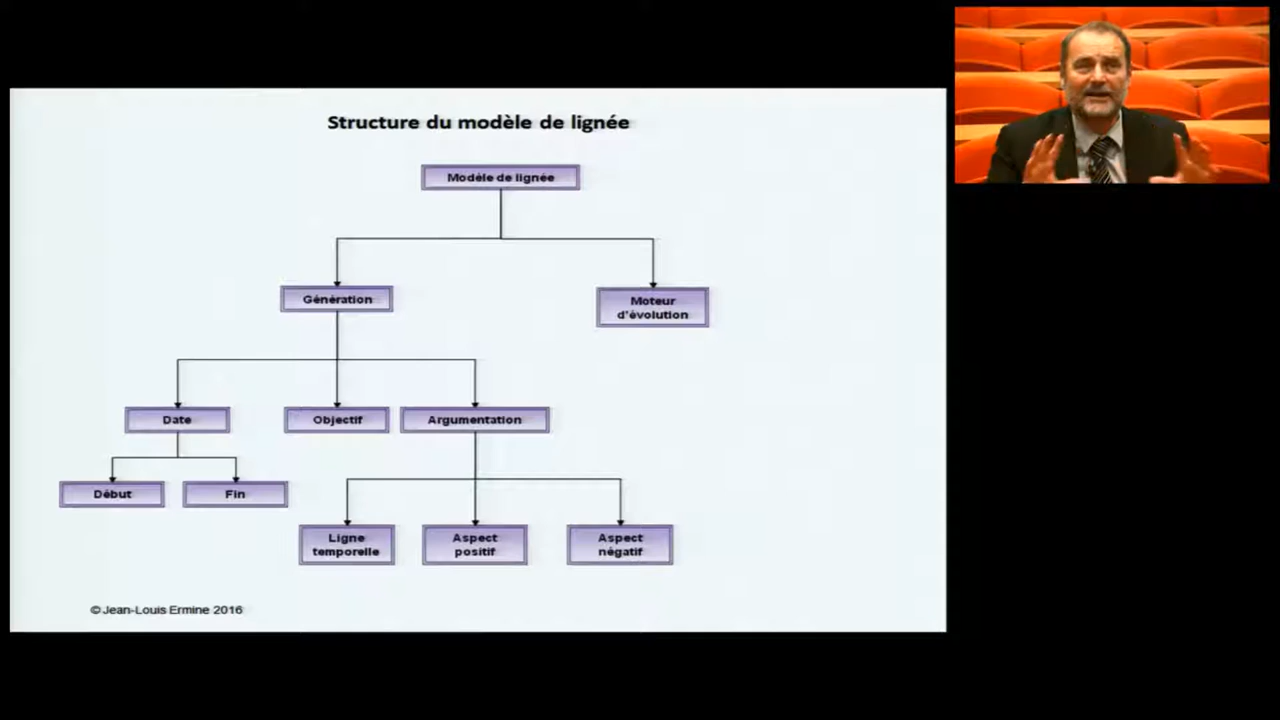 Structure du modèle de lignée
Modèle de lignée
Génération
Moteur
d'évolution
Date
Objectif
Argumentation
Début
Fin
Ligne
temporelle
Aspect
positif
Aspect
négatif
©Jean-Louis Ermine 2016